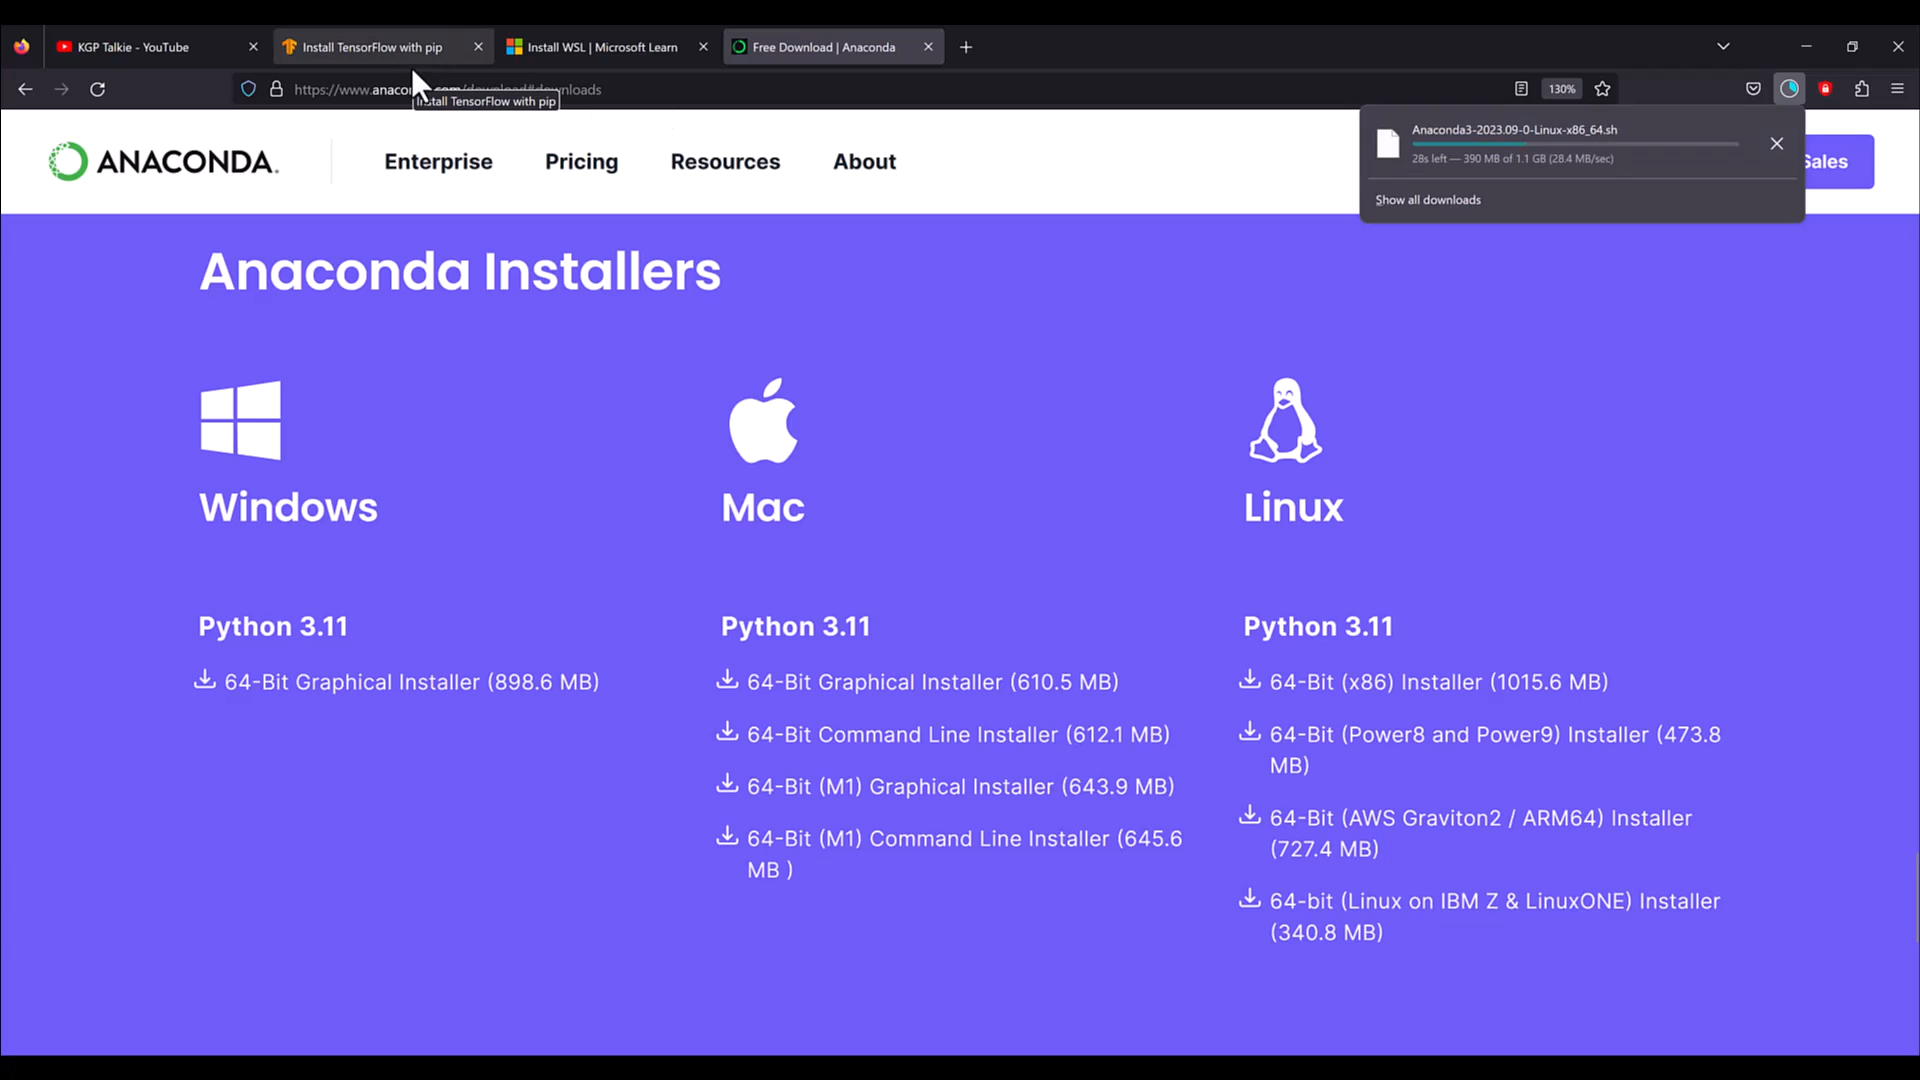 KGP Talkie - YouTube
Install TensorFlow with pip
Install WSL | Microsoft Learn
Free Download | Anaconda
https://www.anaco
downloads
130%
Install TensorFlow with pip
ANACONDA.
Enterprise
Pricing
Resources
About
Sales
Anaconda3-2023.09-0-Linux-x86_64.sh
28s left — 390 MB of 1.1 GB (28.4 MB/sec)
Show all downloads
Anaconda Installers
Windows
Python 3.11
64-Bit Graphical Installer (898.6 MB)
Mac
Python 3.11
64-Bit Graphical Installer (610.5 MB)
64-Bit Command Line Installer (612.1 MB)
64-Bit (M1) Graphical Installer (643.9 MB)
64-Bit (M1) Command Line Installer (645.6
MB )
Linux
Python 3.11
64-Bit (x86) Installer (1015.6 MB)
64-Bit (Power8 and Power9) Installer (473.8
MB)
64-Bit (AWS Graviton2 / ARM64) Installer
(727.4 MB)
64-bit (Linux on IBM Z & LinuxONE) Installer
(340.8 MB)